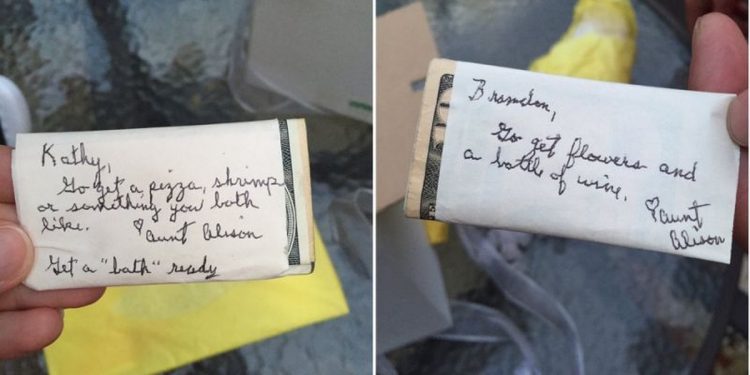 Kathy,
Go get a pizza, shrimp
or something you both
like. ♡ Aunt Alison
Get a "bath" ready
Brandon,
Go get flowers and
a bottle of wine.
♡ Aunt
Alison